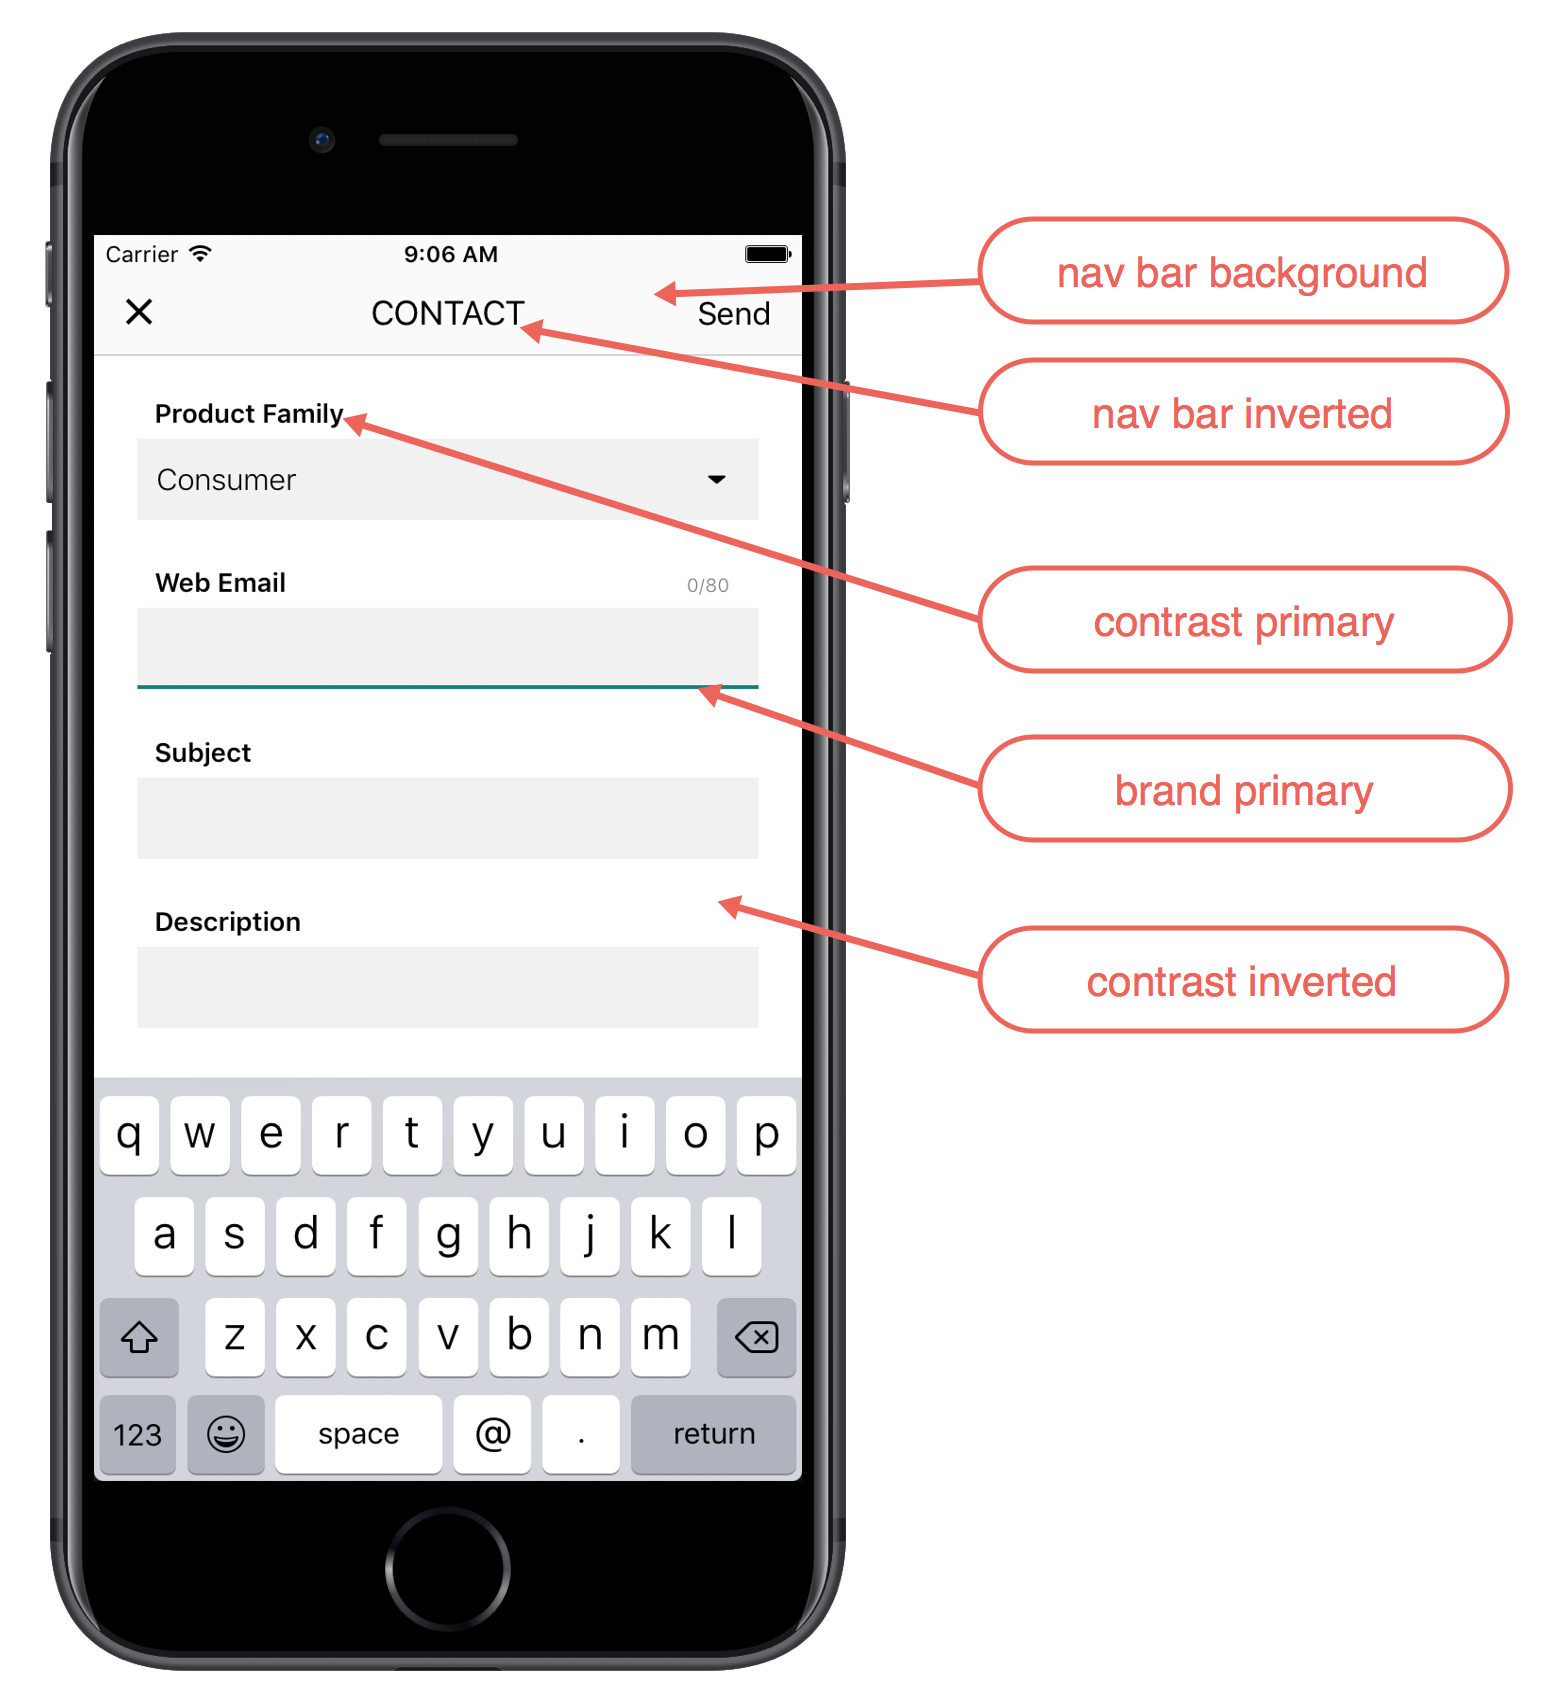 Carrier 9:06 AM
CONTACT Send
nav bar background
nav bar inverted
Product Family
Consumer
Web Email 0/80
contrast primary
brand primary
Subject
Description
contrast inverted
q w e r t y u i o p
a s d f g h j k l
z x c v b n m
123 space @ . return